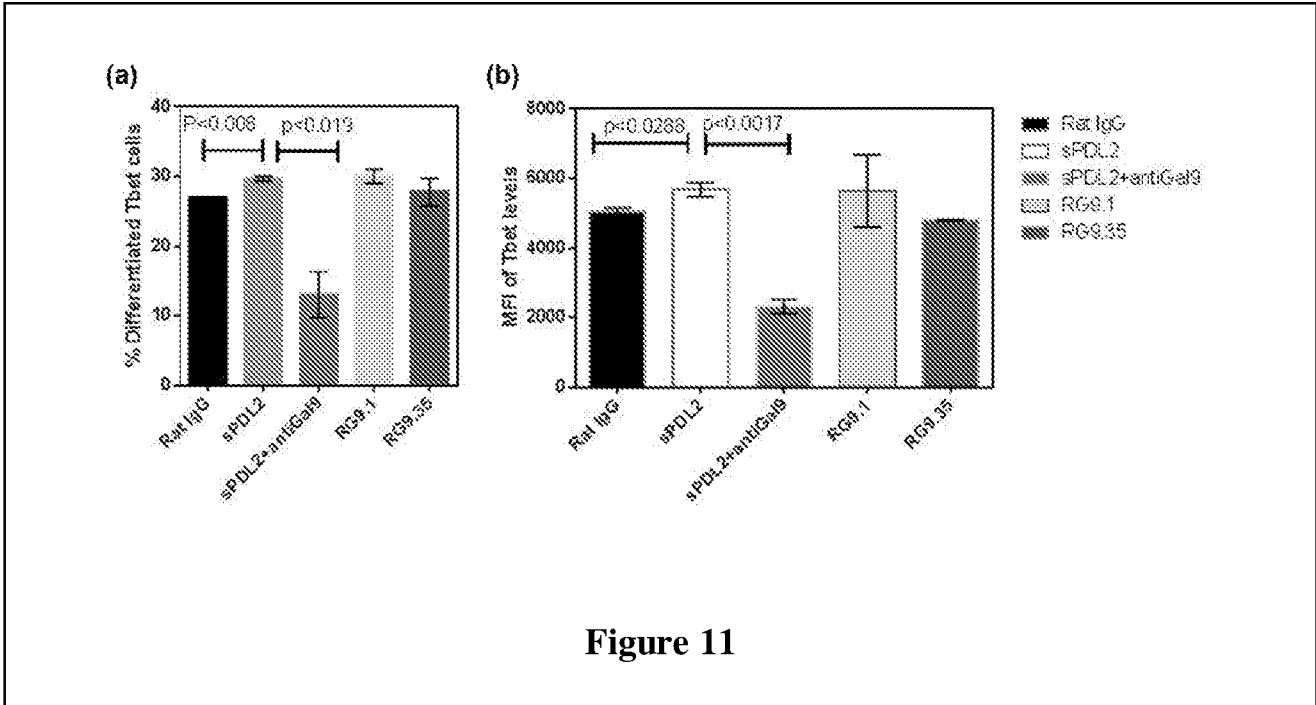 (a)
% Differentiated Tbet cells
40
30
20
10
0
P<0.008
p<0.019
Rat IgG
sPDL2
sPDL2+antiGal9
RG9.1
RG9.35
(b)
MFI of Tbet levels
8000
6000
4000
2000
0
p<0.0288
p<0.0017
Rat IgG
sPDL2
sPDL2+antiGal9
RG9.1
RG9.35
Rat IgG
sPDL2
sPDL2+antiGal9
RG9.1
RG9.35
Figure 11